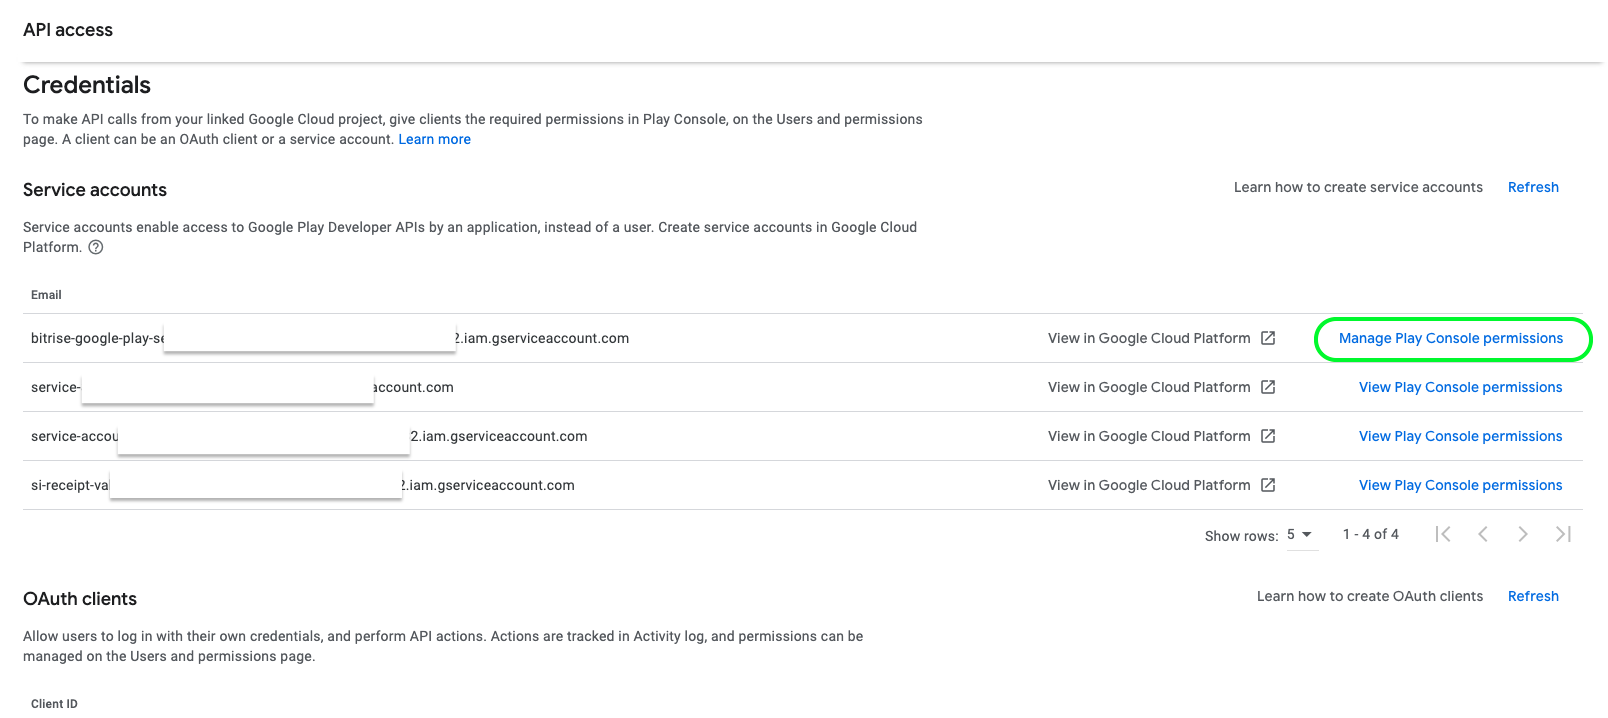 API access
Credentials
To make API calls from your linked Google Cloud project, give clients the required permissions in Play Console, on the Users and permissions
page. A client can be an OAuth client or a service account. Learn more
Service accounts
Learn how to create service accounts Refresh
Service accounts enable access to Google Play Developer APIs by an application, instead of a user. Create service accounts in Google Cloud
Platform.
Email
bitrise-google-play-se 2.iam.gserviceaccount.com View in Google Cloud Platform Manage Play Console permissions
service- account.com View in Google Cloud Platform View Play Console permissions
service-accou 2.iam.gserviceaccount.com View in Google Cloud Platform View Play Console permissions
si-receipt-va 2.iam.gserviceaccount.com View in Google Cloud Platform View Play Console permissions
Show rows: 5 1 - 4 of 4
OAuth clients
Learn how to create OAuth clients Refresh
Allow users to log in with their own credentials, and perform API actions. Actions are tracked in Activity log, and permissions can be
managed on the Users and permissions page.
Client ID